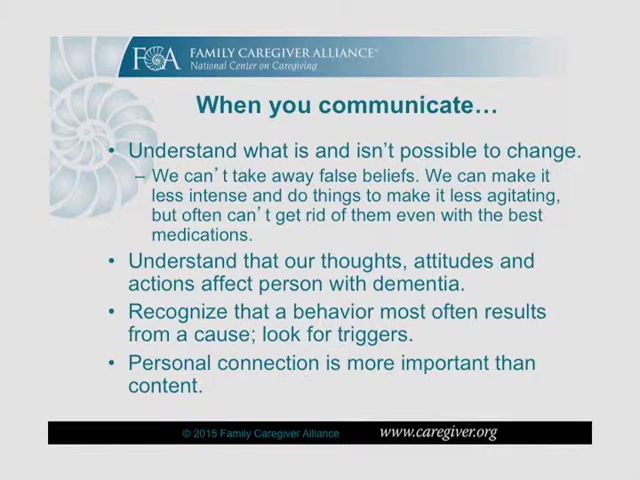 FCA FAMILY CAREGIVER ALLIANCE®
National Center on Caregiving
When you communicate…
• Understand what is and isn't possible to change.
– We can't take away false beliefs. We can make it
less intense and do things to make it less agitating,
but often can't get rid of them even with the best
medications.
• Understand that our thoughts, attitudes and
actions affect person with dementia.
• Recognize that a behavior most often results
from a cause; look for triggers.
• Personal connection is more important than
content.
© 2015 Family Caregiver Alliance www.caregiver.org